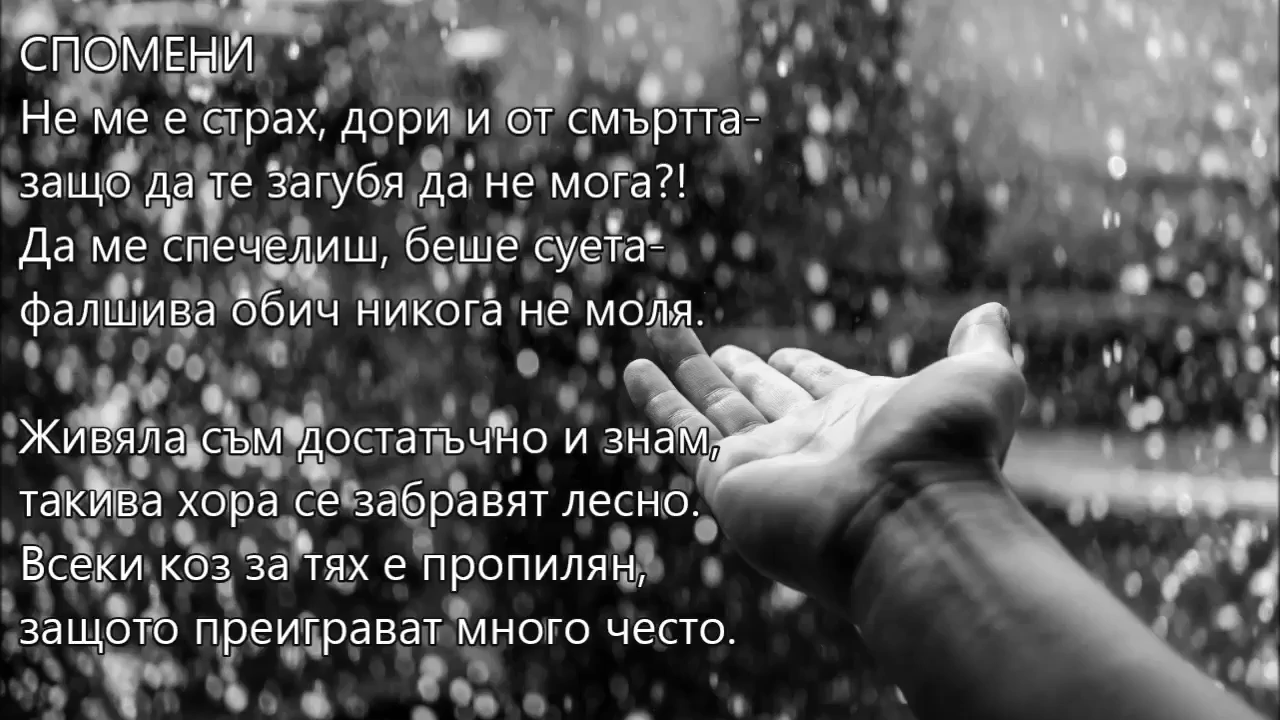 СПОМЕНИ
Не ме е страх, дори и от смъртта-
защо да те загубя да не мога?!
Да ме спечелиш, беше суета-
фалшива обич никога не моля.
Живяла съм достатъчно и знам,
такива хора се забравят лесно.
Всеки коз за тях е пропилян,
защото преиграват много често.